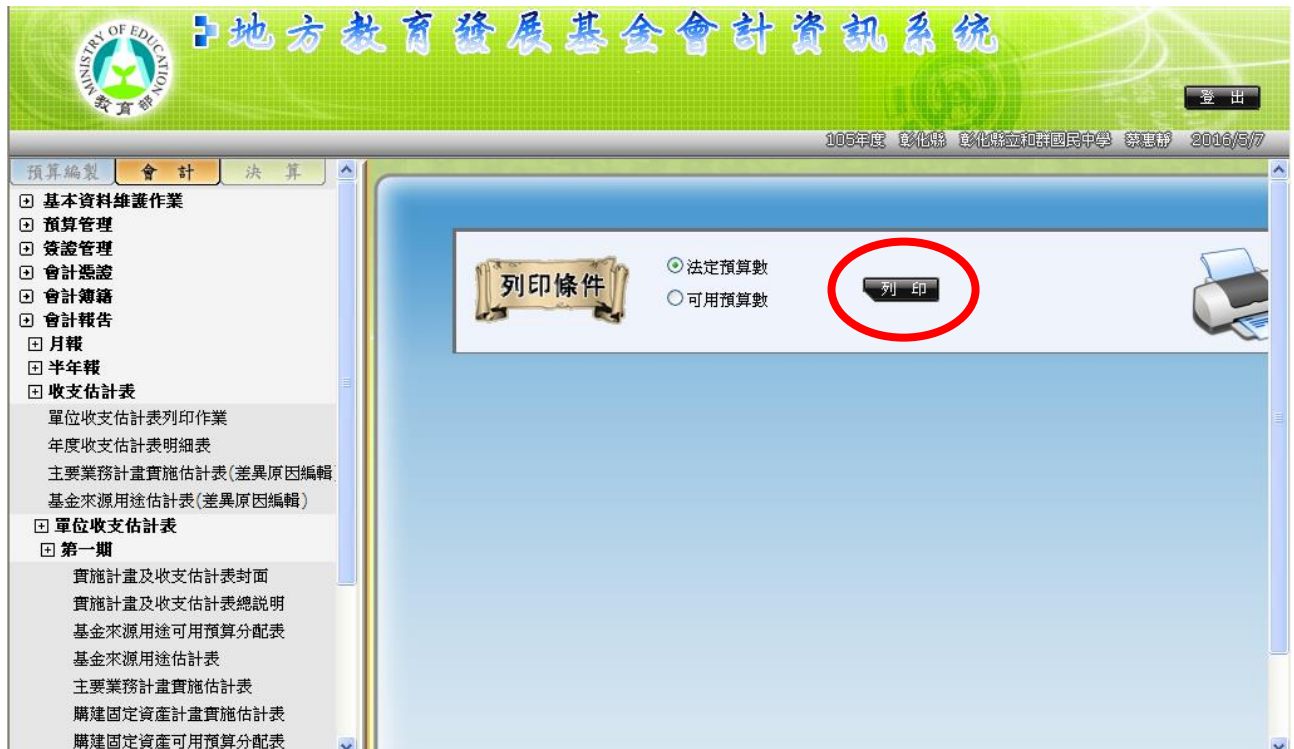 MINISTRY OF EDUCATION
教育部
地方教育發展基金會計資訊系統
登 出
105年度 彰化縣 彰化縣立和群國民中學 蔡惠靜 2016/5/7
預算編製 會 計 決 算
基本資料維護作業
預算管理
簽證管理
會計憑證
會計簿籍
會計報告
月報
半年報
收支估計表
單位收支估計表列印作業
年度收支估計表明細表
主要業務計畫實施估計表(差異原因編輯)
基金來源用途估計表(差異原因編輯)
單位收支估計表
第一期
實施計畫及收支估計表封面
實施計畫及收支估計表總說明
基金來源用途可用預算分配表
基金來源用途估計表
主要業務計畫實施估計表
購建固定資產計畫實施估計表
購建固定資產可用預算分配表
列印條件
法定預算數
可用預算數
列 印